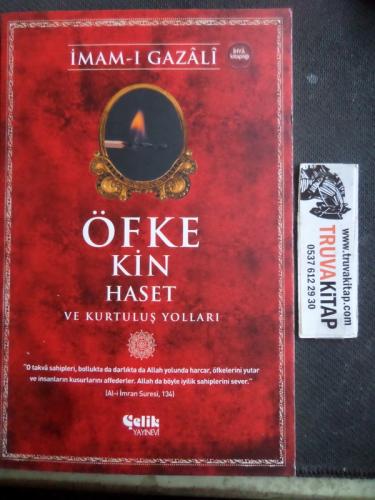 İMAM-I GAZÂLÎ
İhyâ
kitaplığı
ÖFKE
KİN
HASET
VE KURTULUŞ YOLLARI
"O takvâ sahipleri, bollukta da darlıkta da Allah yolunda harcar, öfkelerini yutar
ve insanların kusurlarını affederler. Allah da böyle iyilik sahiplerini sever."
(Al-i İmran Suresi, 134)
Çelik
YAYINEVİ
www.truvakitap.com
TRUVAKİTAP
0537 612 29 30